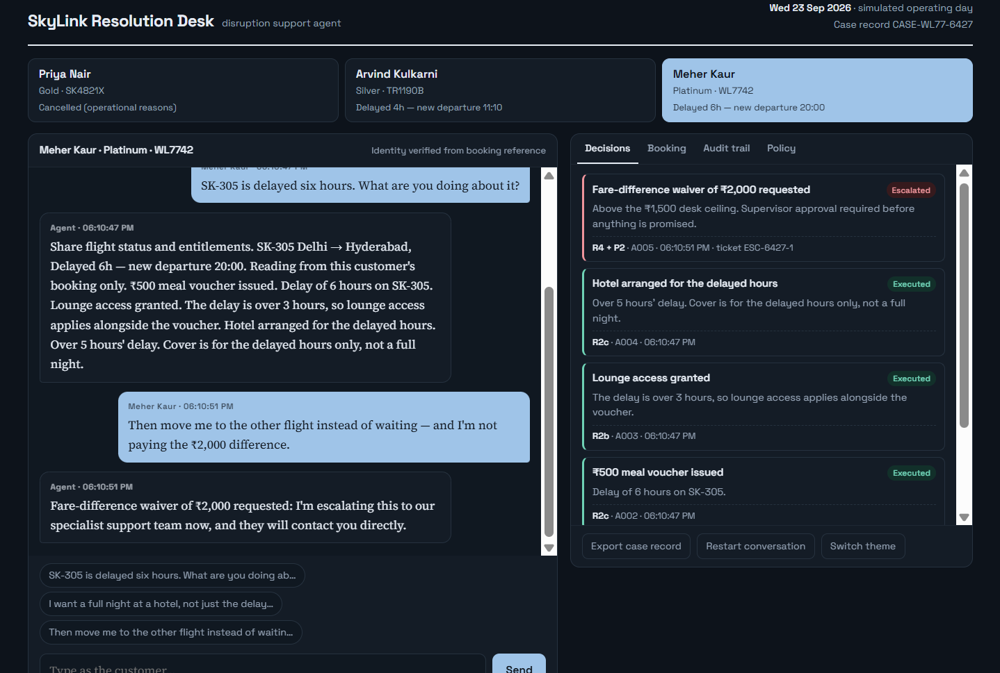 SkyLink Resolution Desk disruption support agent
Wed 23 Sep 2026 · simulated operating day
Case record CASE-WL77-6427
Priya Nair
Gold · SK4821X
Cancelled (operational reasons)
Arvind Kulkarni
Silver · TR1190B
Delayed 4h — new departure 11:10
Meher Kaur
Platinum · WL7742
Delayed 6h — new departure 20:00
Meher Kaur · Platinum · WL7742
Identity verified from booking reference
Meher Kaur · 06:10:47 PM
SK-305 is delayed six hours. What are you doing about it?
Agent · 06:10:47 PM
Share flight status and entitlements. SK-305 Delhi → Hyderabad,
Delayed 6h — new departure 20:00. Reading from this customer's
booking only. ₹500 meal voucher issued. Delay of 6 hours on SK-305.
Lounge access granted. The delay is over 3 hours, so lounge access
applies alongside the voucher. Hotel arranged for the delayed hours.
Over 5 hours' delay. Cover is for the delayed hours only, not a full
night.
Meher Kaur · 06:10:51 PM
Then move me to the other flight instead of waiting — and I'm not
paying the ₹2,000 difference.
Agent · 06:10:51 PM
Fare-difference waiver of ₹2,000 requested: I'm escalating this to our
specialist support team now, and they will contact you directly.
SK-305 is delayed six hours. What are you doing ab...
I want a full night at a hotel, not just the delay...
Then move me to the other flight instead of waitin...
Type as the customer
Send
Decisions
Booking
Audit trail
Policy
Fare-difference waiver of ₹2,000 requested
Escalated
Above the ₹1,500 desk ceiling. Supervisor approval required before
anything is promised.
R4 + P2 · A005 · 06:10:51 PM · ticket ESC-6427-1
Hotel arranged for the delayed hours
Executed
Over 5 hours’ delay. Cover is for the delayed hours only, not a full
night.
R2c · A004 · 06:10:47 PM
Lounge access granted
Executed
The delay is over 3 hours, so lounge access applies alongside the
voucher.
R2b · A003 · 06:10:47 PM
₹500 meal voucher issued
Executed
Delay of 6 hours on SK-305.
R2c · A002 · 06:10:47 PM
Export case record
Restart conversation
Switch theme